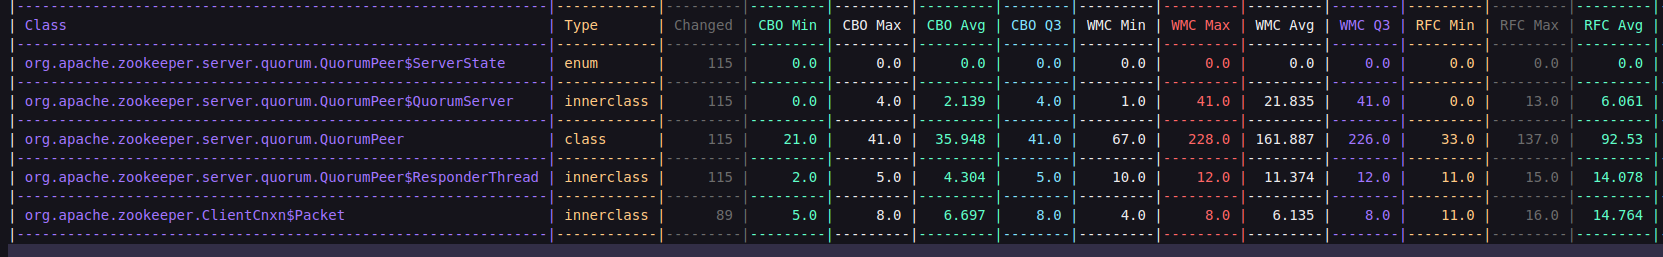 |---------------------------------------------------------------|------------|---------|---------|---------|---------|--------|---------|---------|---------|--------|---------|---------|---------|
| Class | Type | Changed | CBO Min | CBO Max | CBO Avg | CBO Q3 | WMC Min | WMC Max | WMC Avg | WMC Q3 | RFC Min | RFC Max | RFC Avg |
|---------------------------------------------------------------|------------|---------|---------|---------|---------|--------|---------|---------|---------|--------|---------|---------|---------|
| org.apache.zookeeper.server.quorum.QuorumPeer$ServerState | enum | 115 | 0.0 | 0.0 | 0.0 | 0.0 | 0.0 | 0.0 | 0.0 | 0.0 | 0.0 | 0.0 | 0.0 |
|---------------------------------------------------------------|------------|---------|---------|---------|---------|--------|---------|---------|---------|--------|---------|---------|---------|
| org.apache.zookeeper.server.quorum.QuorumPeer$QuorumServer | innerclass | 115 | 0.0 | 4.0 | 2.139 | 4.0 | 1.0 | 41.0 | 21.835 | 41.0 | 0.0 | 13.0 | 6.061 |
|---------------------------------------------------------------|------------|---------|---------|---------|---------|--------|---------|---------|---------|--------|---------|---------|---------|
| org.apache.zookeeper.server.quorum.QuorumPeer | class | 115 | 21.0 | 41.0 | 35.948 | 41.0 | 67.0 | 228.0 | 161.887 | 226.0 | 33.0 | 137.0 | 92.53 |
|---------------------------------------------------------------|------------|---------|---------|---------|---------|--------|---------|---------|---------|--------|---------|---------|---------|
| org.apache.zookeeper.server.quorum.QuorumPeer$ResponderThread | innerclass | 115 | 2.0 | 5.0 | 4.304 | 5.0 | 10.0 | 12.0 | 11.374 | 12.0 | 11.0 | 15.0 | 14.078 |
|---------------------------------------------------------------|------------|---------|---------|---------|---------|--------|---------|---------|---------|--------|---------|---------|---------|
| org.apache.zookeeper.ClientCnxn$Packet | innerclass | 89 | 5.0 | 8.0 | 6.697 | 8.0 | 4.0 | 8.0 | 6.135 | 8.0 | 11.0 | 16.0 | 14.764 |
|---------------------------------------------------------------|------------|---------|---------|---------|---------|--------|---------|---------|---------|--------|---------|---------|---------|